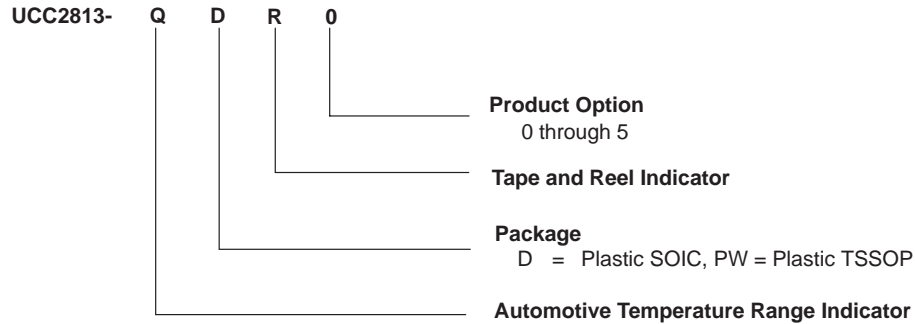 UCC2813- Q D R 0
Product Option
0 through 5
Tape and Reel Indicator
Package
D = Plastic SOIC, PW = Plastic TSSOP
Automotive Temperature Range Indicator